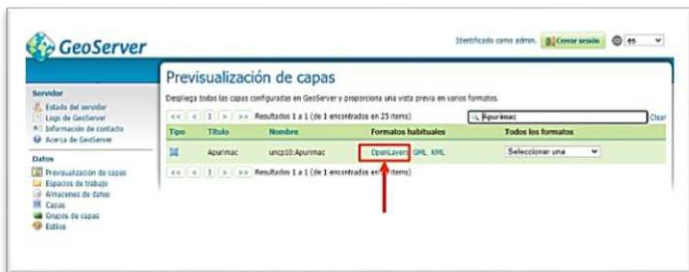 GeoServer
Identificado como admin. Cerrar sesión es
Servidor
Estado del servidor
Logs de GeoServer
Información de contacto
Acerca de GeoServer
Datos
Previsualización de capas
Espacios de trabajo
Almacenes de datos
Capas
Grupos de capas
Estilos
Previsualización de capas
Despliega todas las capas configuradas en GeoServer y proporciona una vista previa en varios formatos.
<< < 1 > >> Resultados 1 a 1 (de 1 encontrados en 25 items) Apurimac Clear
Tipo Título Nombre Formatos habituales Todos los formatos
Apurimac uncp10:Apurimac OpenLayers GML KML Seleccionar una
<< < 1 > >> Resultados 1 a 1 (de 1 encontrados en items)